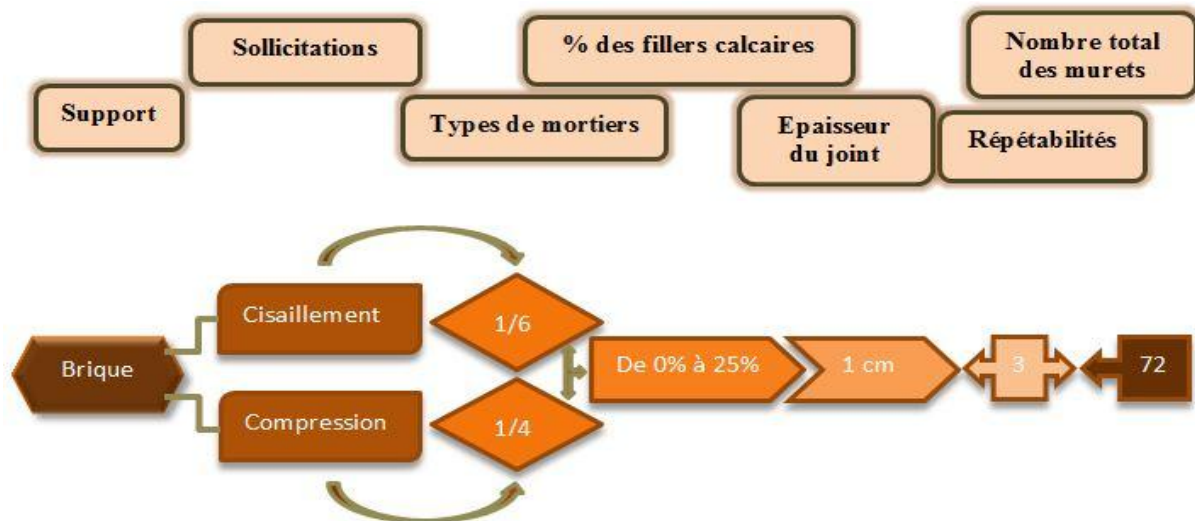 Support
Sollicitations
Types de mortiers
% des fillers calcaires
Epaisseur
du joint
Répétabilités
Nombre total
des murets
Brique
Cisaillement
Compression
1/6
1/4
De 0% à 25%
1 cm
3
72